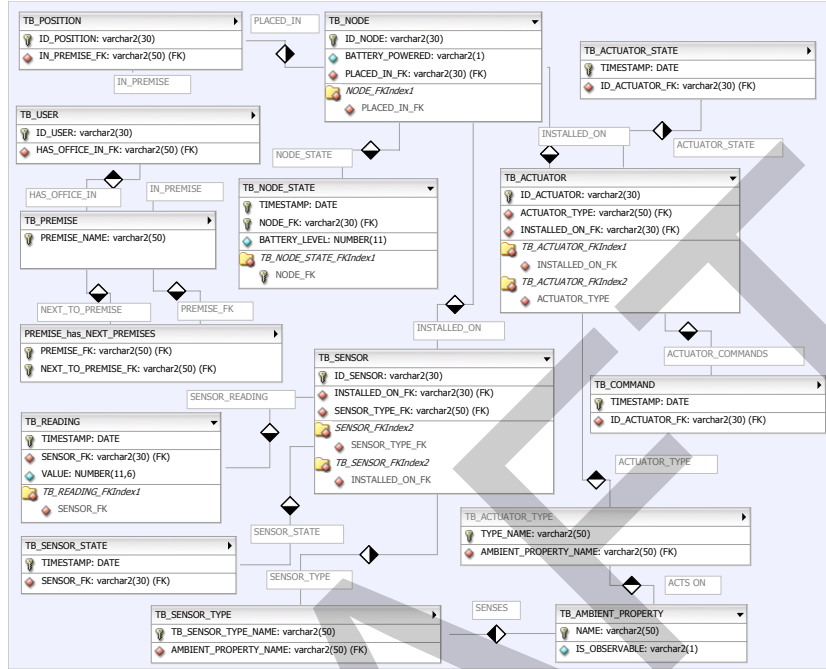 TB_POSITION
ID_POSITION: varchar2(30)
IN_PREMISE_FK: varchar2(50) (FK)
PLACED_IN
TB_NODE
ID_NODE: varchar2(30)
BATTERY_POWERED: varchar2(1)
PLACED_IN_FK: varchar2(30) (FK)
NODE_FKIndex1
PLACED_IN_FK
TB_ACTUATOR_STATE
TIMESTAMP: DATE
ID_ACTUATOR_FK: varchar2(30) (FK)
IN_PREMISE
TB_USER
ID_USER: varchar2(30)
HAS_OFFICE_IN_FK: varchar2(50) (FK)
INSTALLED_ON
ACTUATOR_STATE
NODE_STATE
HAS_OFFICE_IN
IN_PREMISE
TB_NODE_STATE
TIMESTAMP: DATE
NODE_FK: varchar2(30) (FK)
BATTERY_LEVEL: NUMBER(11)
TB_NODE_STATE_FKIndex1
NODE_FK
TB_ACTUATOR
ID_ACTUATOR: varchar2(30)
ACTUATOR_TYPE: varchar2(50) (FK)
INSTALLED_ON_FK: varchar2(30) (FK)
TB_ACTUATOR_FKIndex1
INSTALLED_ON_FK
TB_ACTUATOR_FKIndex2
ACTUATOR_TYPE
TB_PREMISE
PREMISE_NAME: varchar2(50)
NEXT_TO_PREMISE
PREMISE_FK
INSTALLED_ON
PREMISE_has_NEXT_PREMISES
PREMISE_FK: varchar2(50) (FK)
NEXT_TO_PREMISE_FK: varchar2(50) (FK)
ACTUATOR_COMMANDS
TB_SENSOR
ID_SENSOR: varchar2(30)
INSTALLED_ON_FK: varchar2(30) (FK)
SENSOR_TYPE_FK: varchar2(50) (FK)
SENSOR_FKIndex2
SENSOR_TYPE_FK
TB_SENSOR_FKIndex2
INSTALLED_ON_FK
SENSOR_READING
TB_COMMAND
TIMESTAMP: DATE
ID_ACTUATOR_FK: varchar2(30) (FK)
TB_READING
TIMESTAMP: DATE
SENSOR_FK: varchar2(30) (FK)
VALUE: NUMBER(11,6)
TB_READING_FKIndex1
SENSOR_FK
ACTUATOR_TYPE
TB_ACTUATOR_TYPE
TYPE_NAME: varchar2(50)
AMBIENT_PROPERTY_NAME: varchar2(50) (FK)
SENSOR_STATE
TB_SENSOR_STATE
TIMESTAMP: DATE
SENSOR_FK: varchar2(30) (FK)
SENSOR_TYPE
ACTS ON
TB_SENSOR_TYPE
TB_SENSOR_TYPE_NAME: varchar2(50)
AMBIENT_PROPERTY_NAME: varchar2(50) (FK)
SENSES
TB_AMBIENT_PROPERTY
NAME: varchar2(50)
IS_OBSERVABLE: varchar2(1)